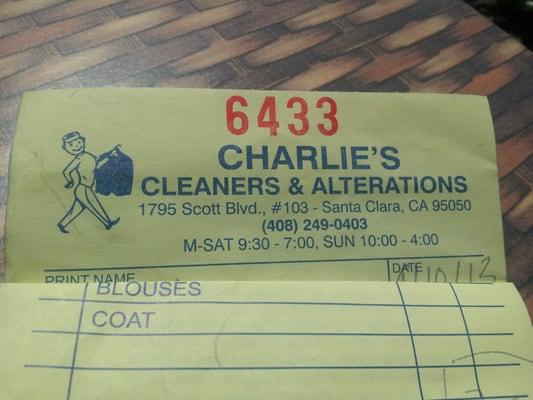 6433
CHARLIE'S
CLEANERS & ALTERATIONS
1795 Scott Blvd., #103 - Santa Clara, CA 95050
(408) 249-0403
M-SAT 9:30 - 7:00, SUN 10:00 - 4:00
PRINT NAME DATE
BLOUSES
COAT